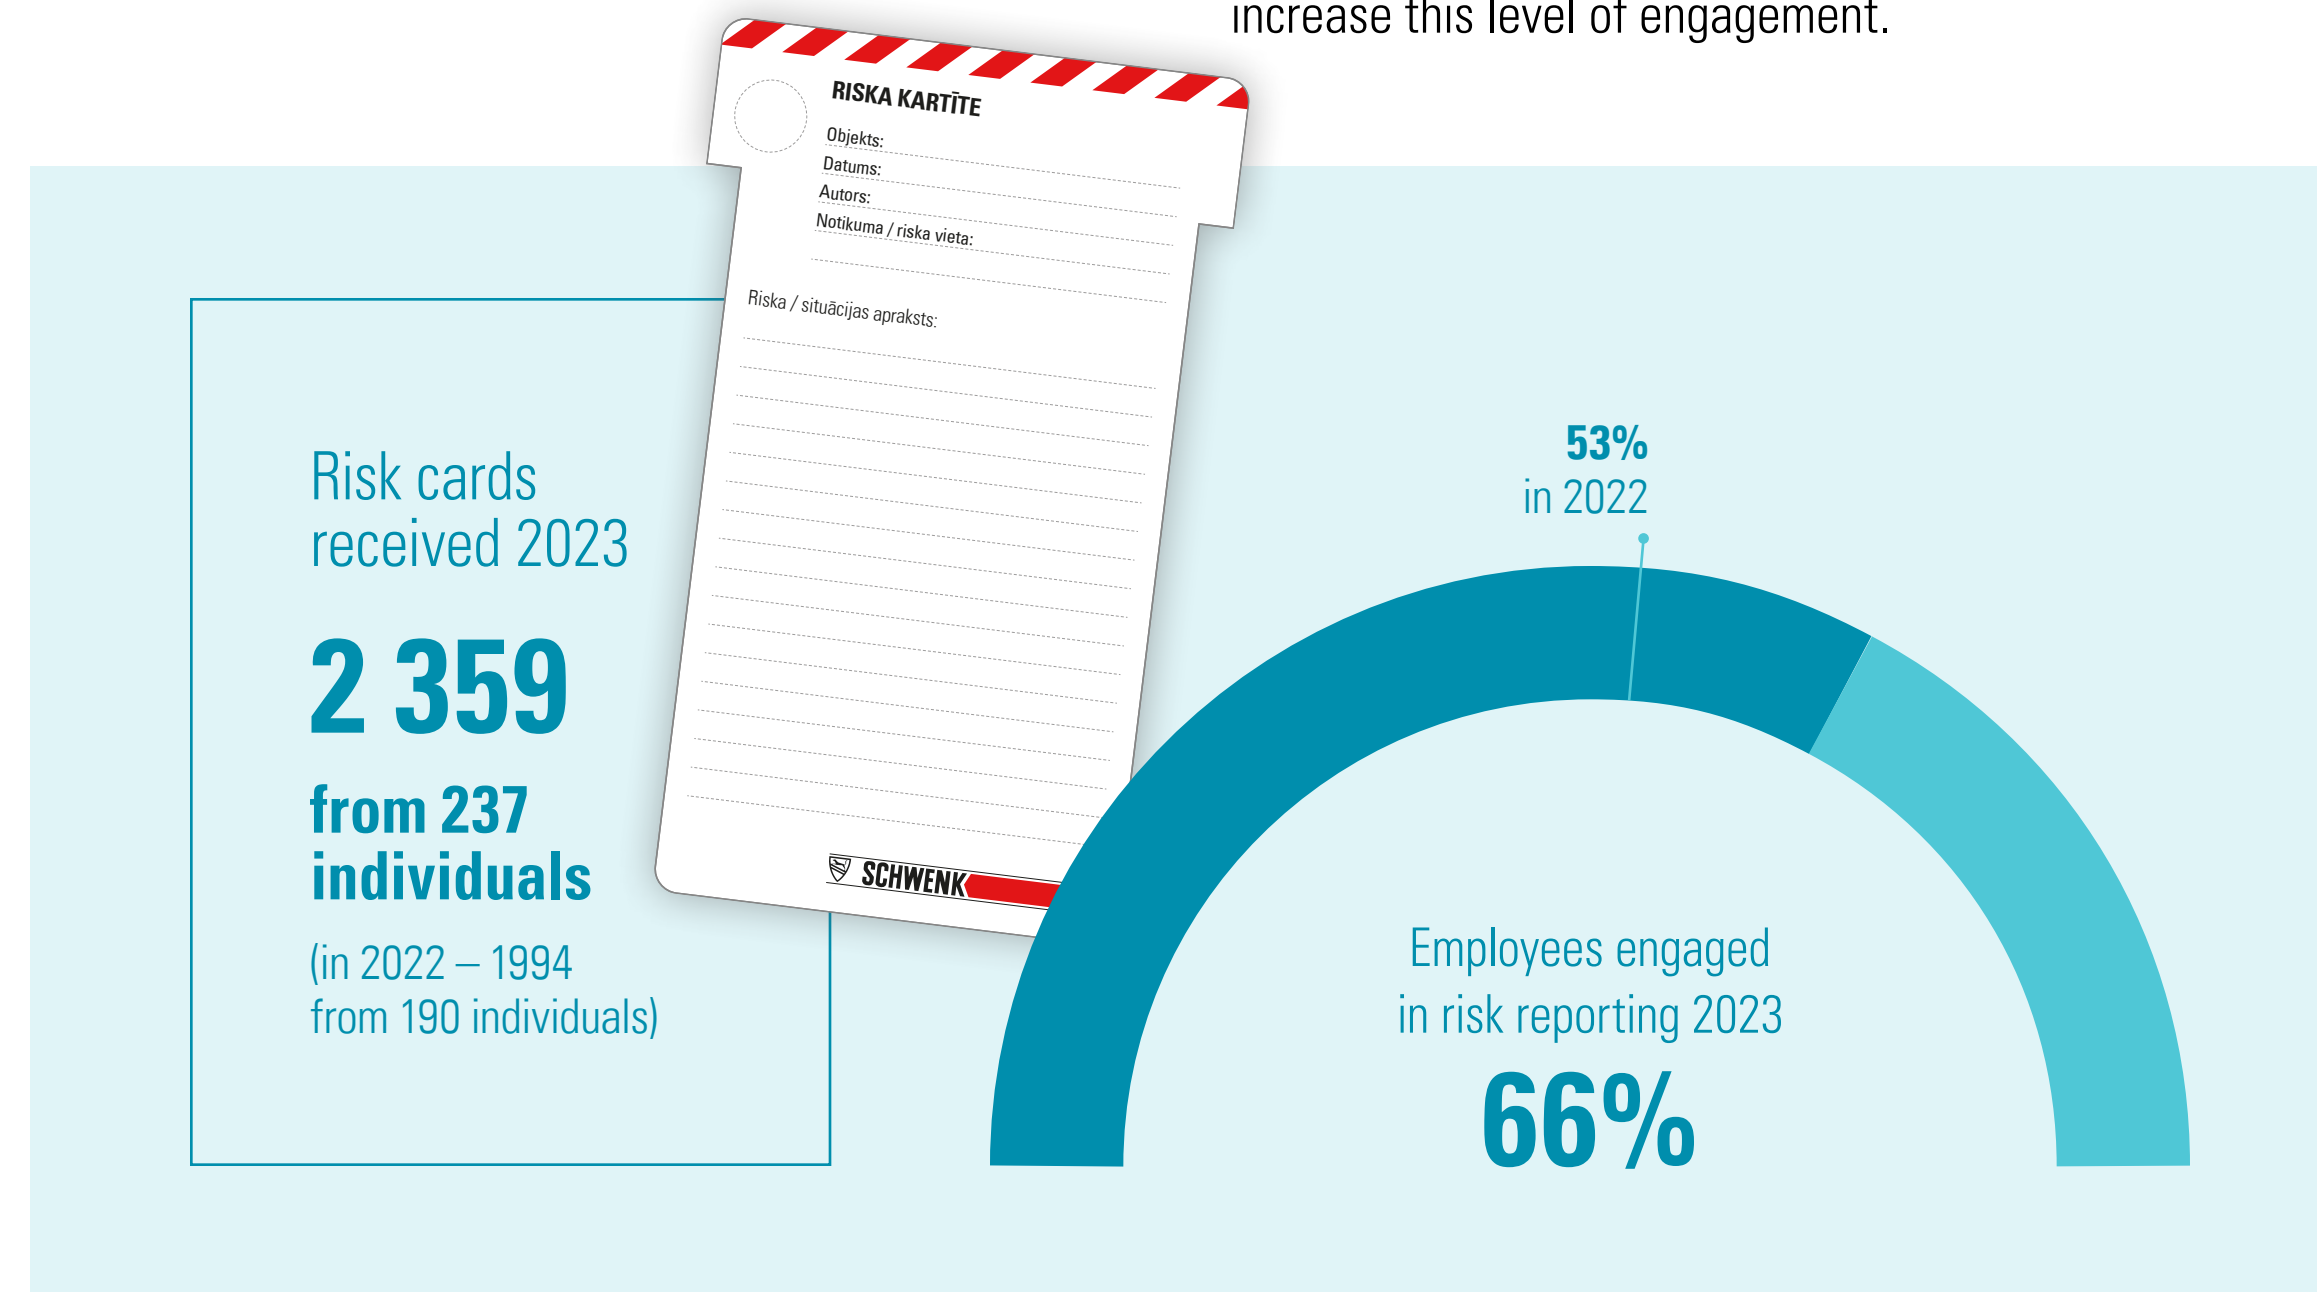 increase this level of engagement.
RISKA KARTĪTE
Objekts:
Datums:
Autors:
Notikuma / riska vieta:
Riska / situācijas apraksts:
SCHWENK
Risk cards
received 2023
2 359
from 237
individuals
(in 2022 – 1994
from 190 individuals)
53%
in 2022
Employees engaged
in risk reporting 2023
66%